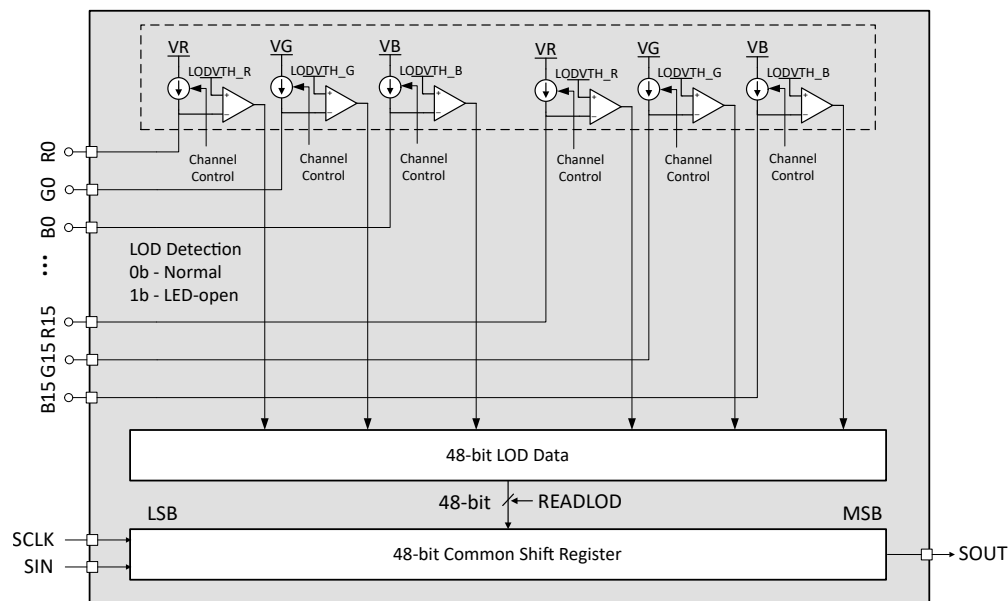 VR VG VB VR VG VB
LODVTH_R LODVTH_G LODVTH_B LODVTH_R LODVTH_G LODVTH_B
+ + + + + +
− − − − − −
Channel Channel Channel Channel Channel Channel
Control Control Control Control Control Control
R0
G0
B0
...
R15
G15
B15
LOD Detection
0b - Normal
1b - LED-open
48-bit LOD Data
48-bit READLOD
LSB MSB
SCLK
SIN
48-bit Common Shift Register
SOUT